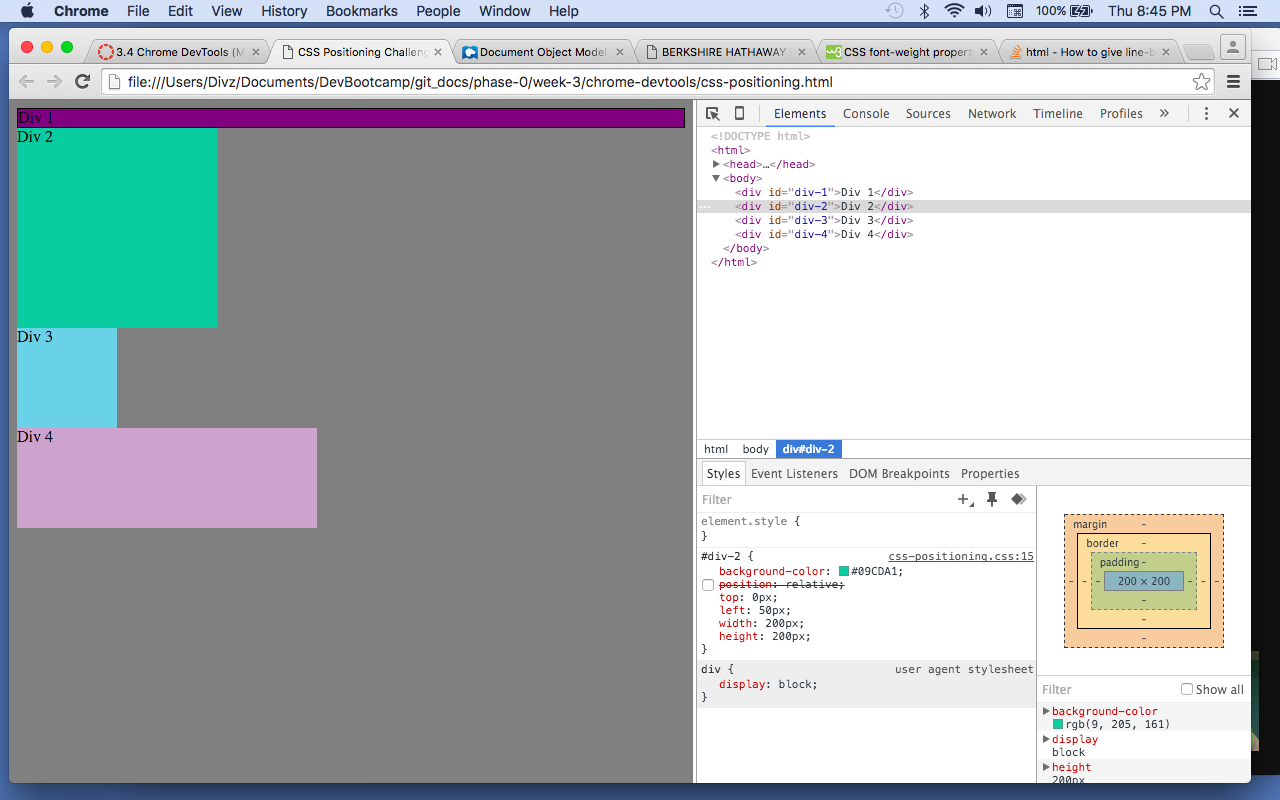 Chrome File Edit View History Bookmarks People Window Help 100% Thu 8:45 PM
3.4 Chrome DevTools (M CSS Positioning Challeng Document Object Model BERKSHIRE HATHAWAY CSS font-weight propert html - How to give line-b
file:///Users/Divz/Documents/DevBootcamp/git_docs/phase-0/week-3/chrome-devtools/css-positioning.html
Div 1
Div 2
Div 3
Div 4
Elements Console Sources Network Timeline Profiles »
<!DOCTYPE html>
<html>
<head>…</head>
<body>
<div id="div-1">Div 1</div>
... <div id="div-2">Div 2</div>
<div id="div-3">Div 3</div>
<div id="div-4">Div 4</div>
</body>
</html>
html body div#div-2
Styles Event Listeners DOM Breakpoints Properties
Filter
element.style {
}
#div-2 { css-positioning.css:15
background-color: #09CDA1;
position: relative;
top: 0px;
left: 50px;
width: 200px;
height: 200px;
}
div { user agent stylesheet
display: block;
}
margin -
border -
padding -
- - - 200 × 200 - - -
-
-
-
Filter Show all
background-color
rgb(9, 205, 161)
display
block
height
200px